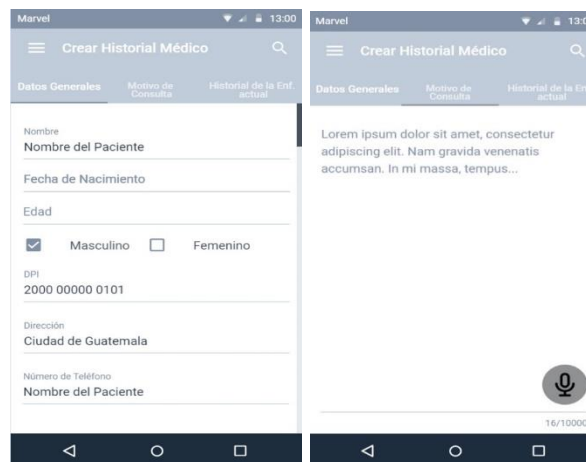 Marvel 13:00
Crear Historial Médico
Datos Generales Motivo de Consulta Historial de la Enf. actual
Nombre
Nombre del Paciente
Fecha de Nacimiento
Edad
Masculino Femenino
DPI
2000 00000 0101
Dirección
Ciudad de Guatemala
Número de Teléfono
Nombre del Paciente
Marvel 13:0
Crear Historial Médico
Datos Generales Motivo de Consulta Historial de la En actual
Lorem ipsum dolor sit amet, consectetur
adipiscing elit. Nam gravida venenatis
accumsan. In mi massa, tempus...
16/10000